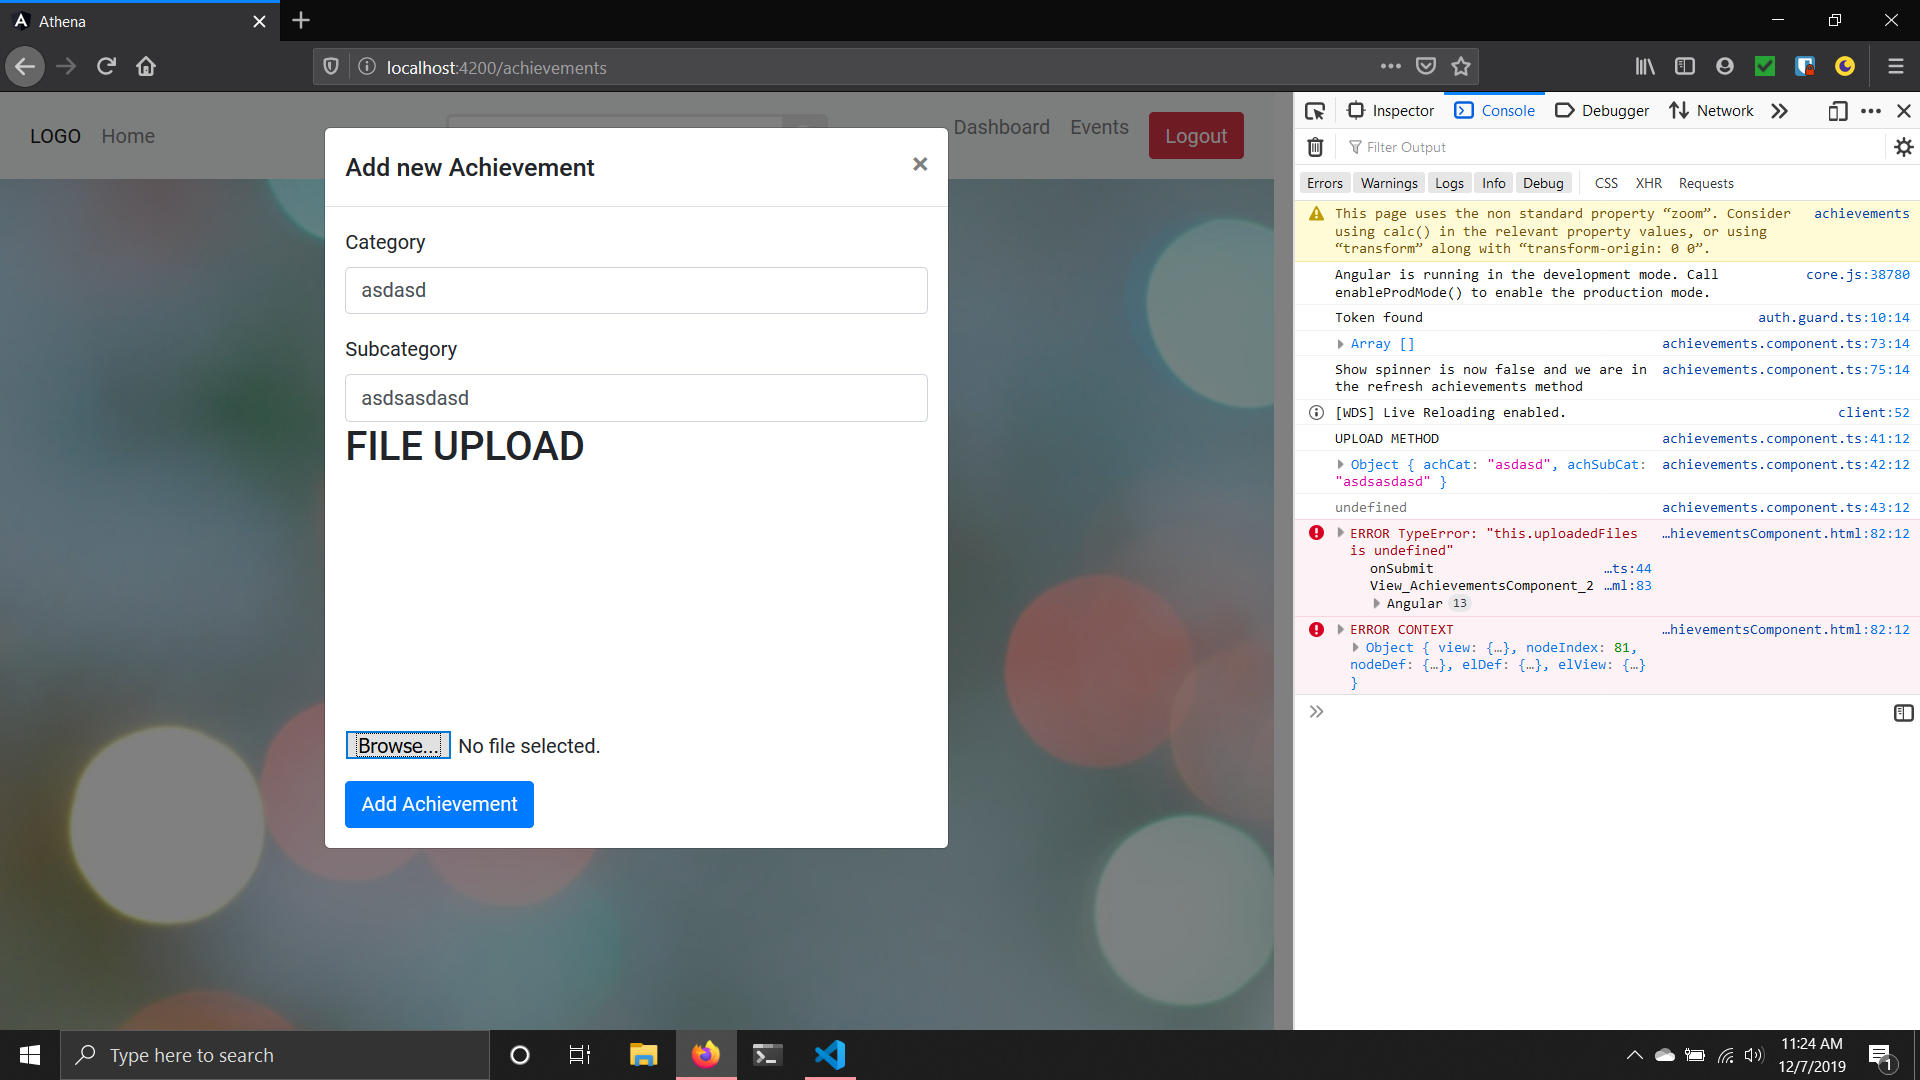 Athena
localhost:4200/achievements
LOGO Home Dashboard Events Logout
Add new Achievement
×
Category
asdasd
Subcategory
asdsasdasd
FILE UPLOAD
Browse... No file selected.
Add Achievement
Inspector Console Debugger Network
Filter Output
Errors Warnings Logs Info Debug CSS XHR Requests
This page uses the non standard property “zoom”. Consider achievements
using calc() in the relevant property values, or using
“transform” along with “transform-origin: 0 0”.
Angular is running in the development mode. Call core.js:38780
enableProdMode() to enable the production mode.
Token found auth.guard.ts:10:14
Array [] achievements.component.ts:73:14
Show spinner is now false and we are in achievements.component.ts:75:14
the refresh achievements method
[WDS] Live Reloading enabled. client:52
UPLOAD METHOD achievements.component.ts:41:12
Object { achCat: "asdasd", achSubCat: achievements.component.ts:42:12
"asdsasdasd" }
undefined achievements.component.ts:43:12
ERROR TypeError: "this.uploadedFiles …hievementsComponent.html:82:12
is undefined"
onSubmit …ts:44
View_AchievementsComponent_2 …ml:83
Angular 13
ERROR CONTEXT …hievementsComponent.html:82:12
Object { view: {…}, nodeIndex: 81,
nodeDef: {…}, elDef: {…}, elView: {…}
}
Type here to search
11:24 AM
12/7/2019
1